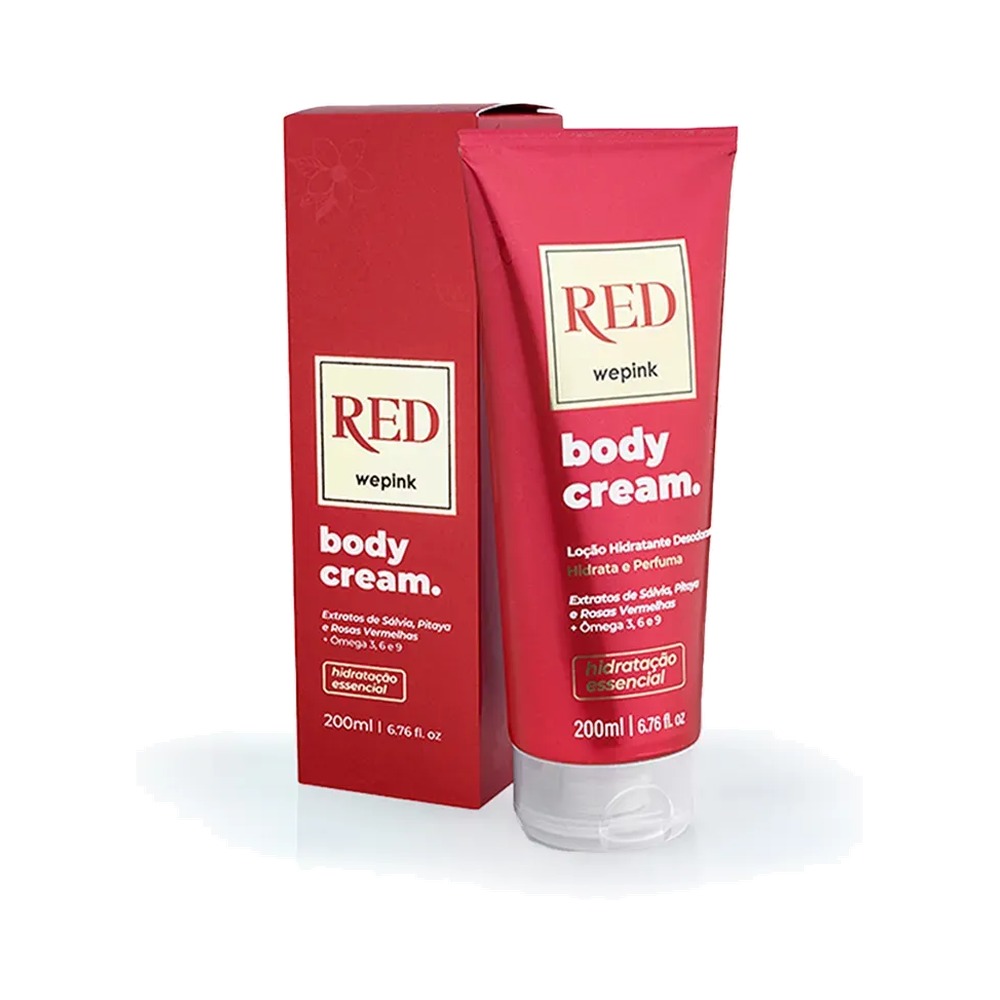 RED
wepink
body
cream.
Extratos de Sálvia, Pitaya
e Rosas Vermelhas
+ Ômega 3, 6 e 9
hidratação
essencial
200ml | 6.76 fl. oz
RED
wepink
body
cream.
Loção Hidratante
Hidrata e Perfuma
Extratos de Sálvia, Pitaya
e Rosas Vermelhas
+ Ômega 3, 6 e 9
hidratação
essencial
200ml | 6.76 fl. oz